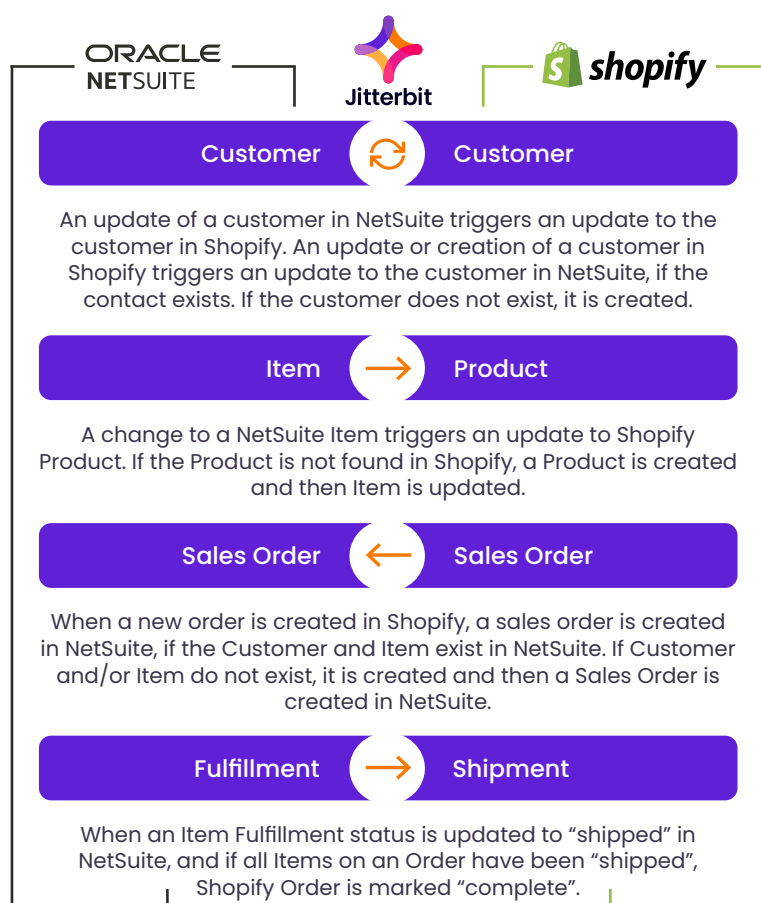 ORACLE
NETSUITE
Jitterbit
shopify
Customer
Customer
An update of a customer in NetSuite triggers an update to the
customer in Shopify. An update or creation of a customer in
Shopify triggers an update to the customer in NetSuite, if the
contact exists. If the customer does not exist, it is created.
Item
Product
A change to a NetSuite Item triggers an update to Shopify
Product. If the Product is not found in Shopify, a Product is created
and then Item is updated.
Sales Order
Sales Order
When a new order is created in Shopify, a sales order is created
in NetSuite, if the Customer and Item exist in NetSuite. If Customer
and/or Item do not exist, it is created and then a Sales Order is
created in NetSuite.
Fulfillment
Shipment
When an Item Fulfillment status is updated to “shipped” in
NetSuite, and if all Items on an Order have been “shipped”,
Shopify Order is marked “complete”.